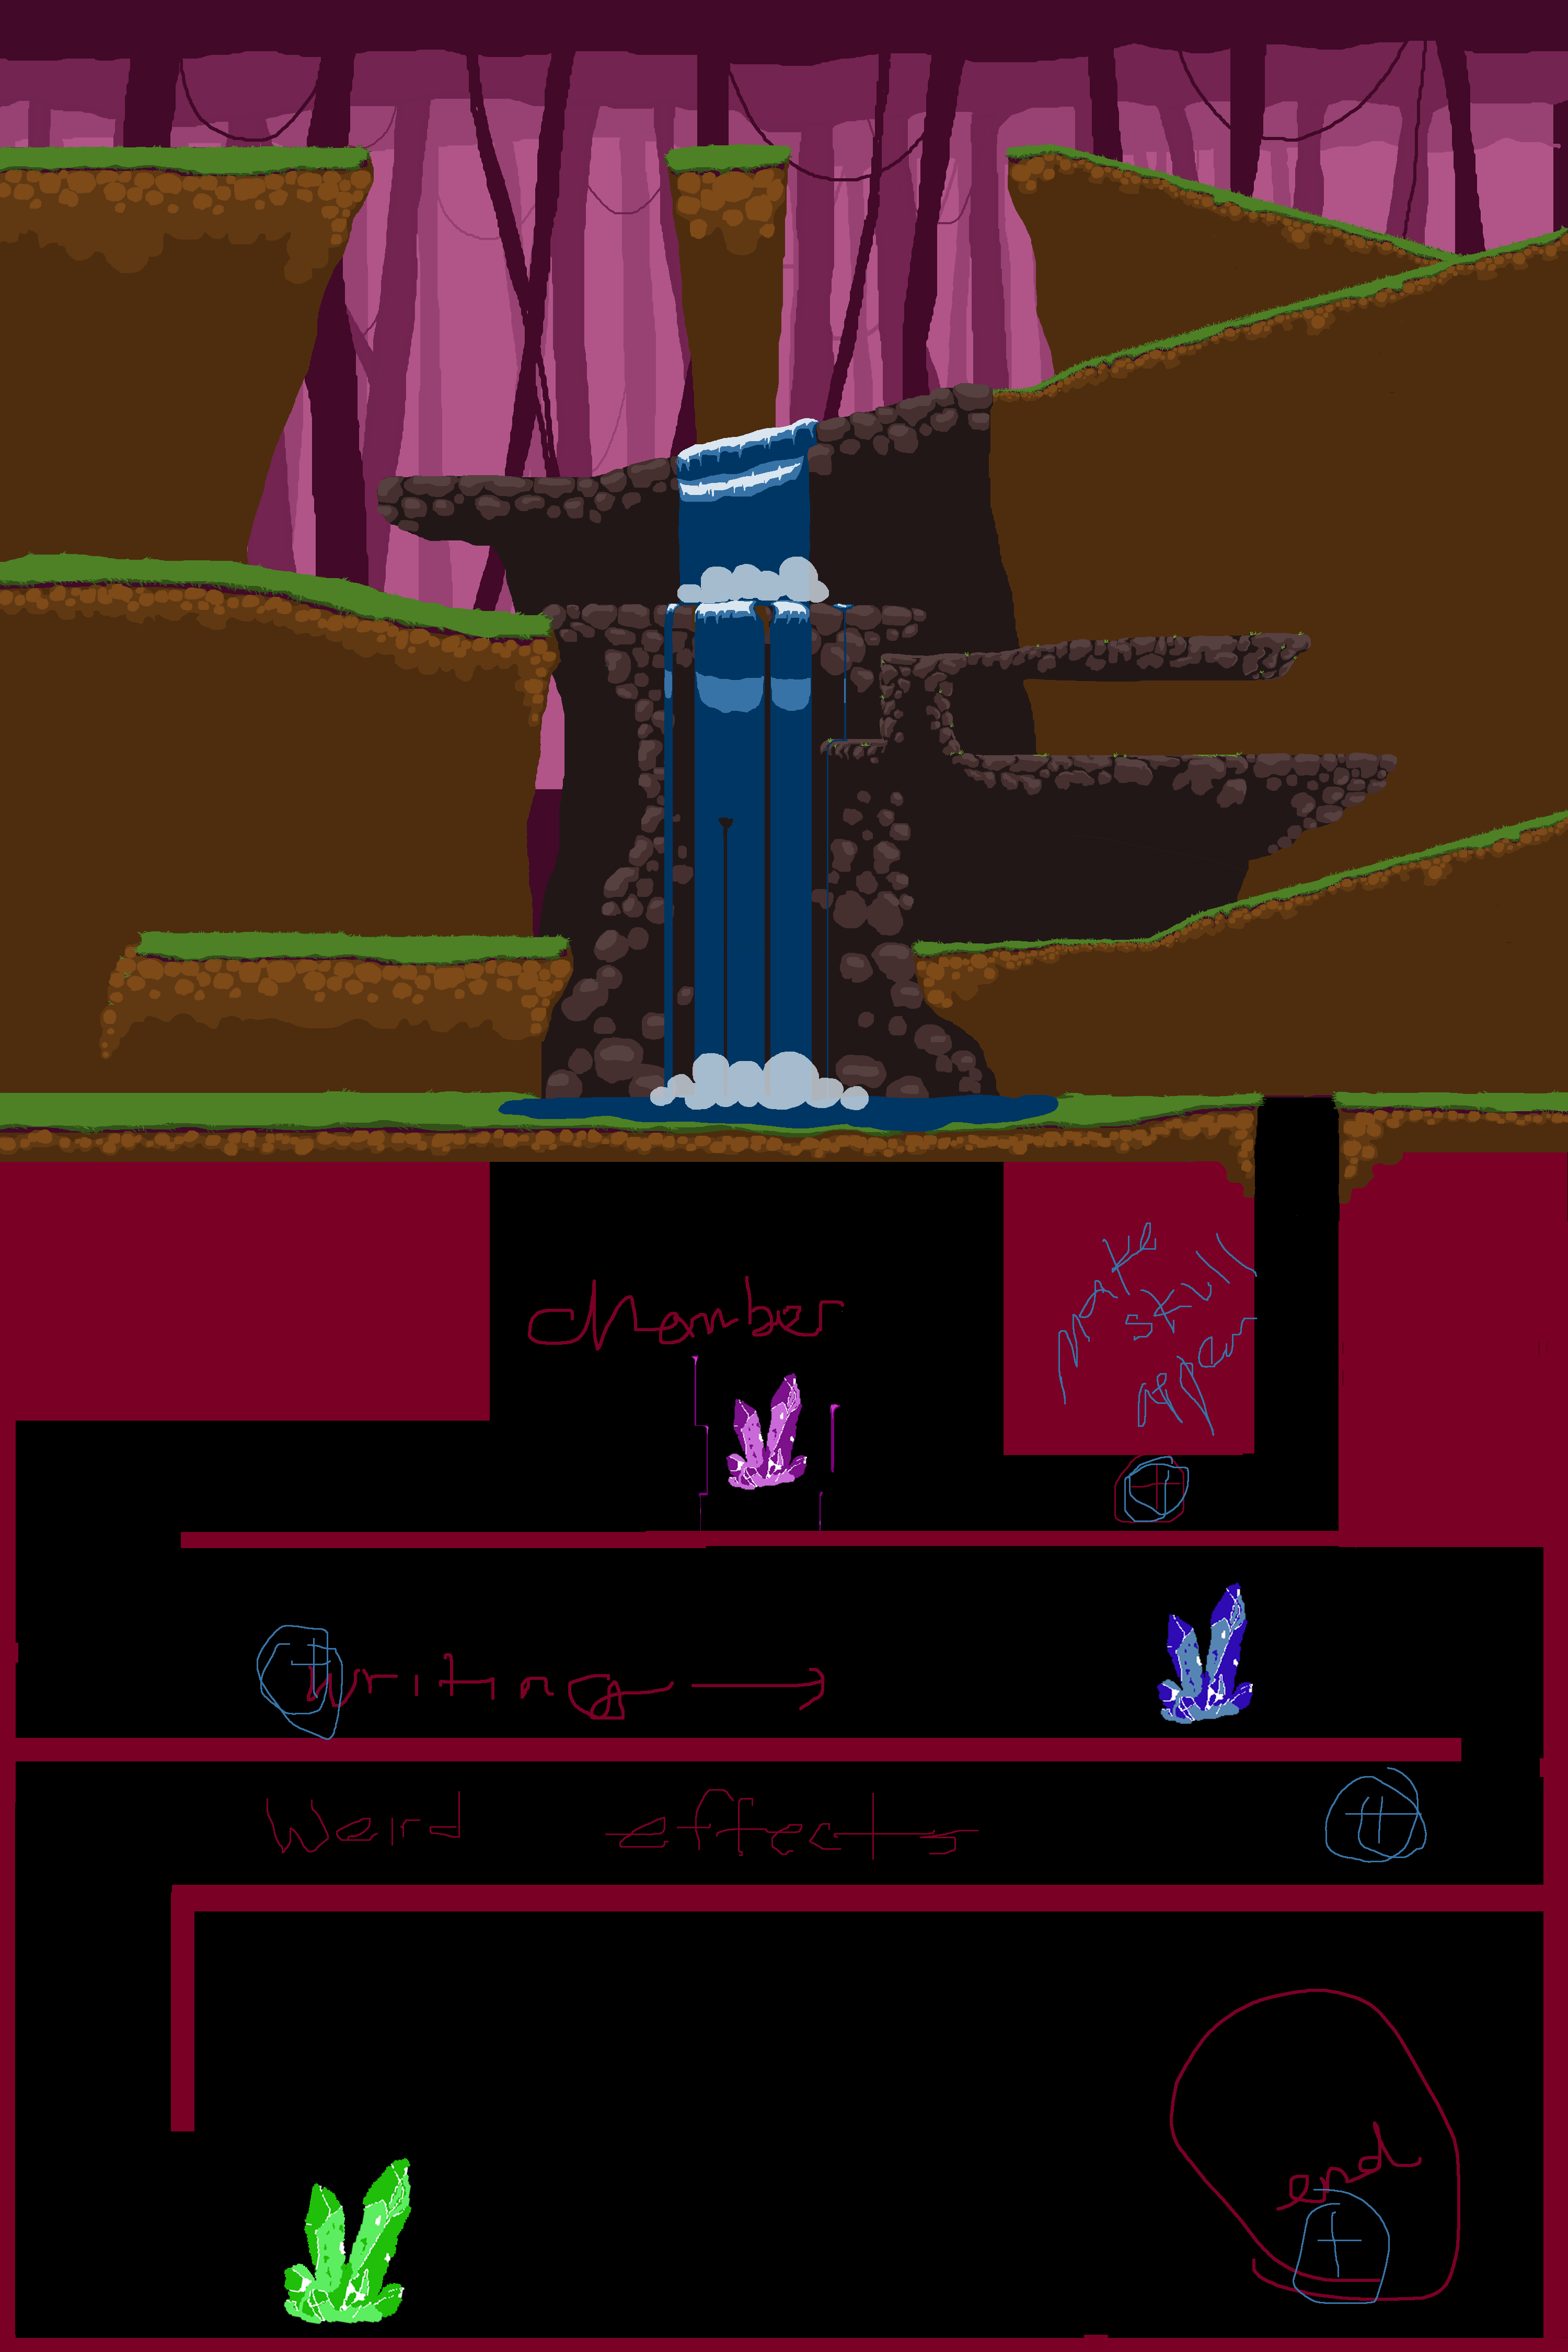 make
skull
appear
chamber
writing
Weird effects
end